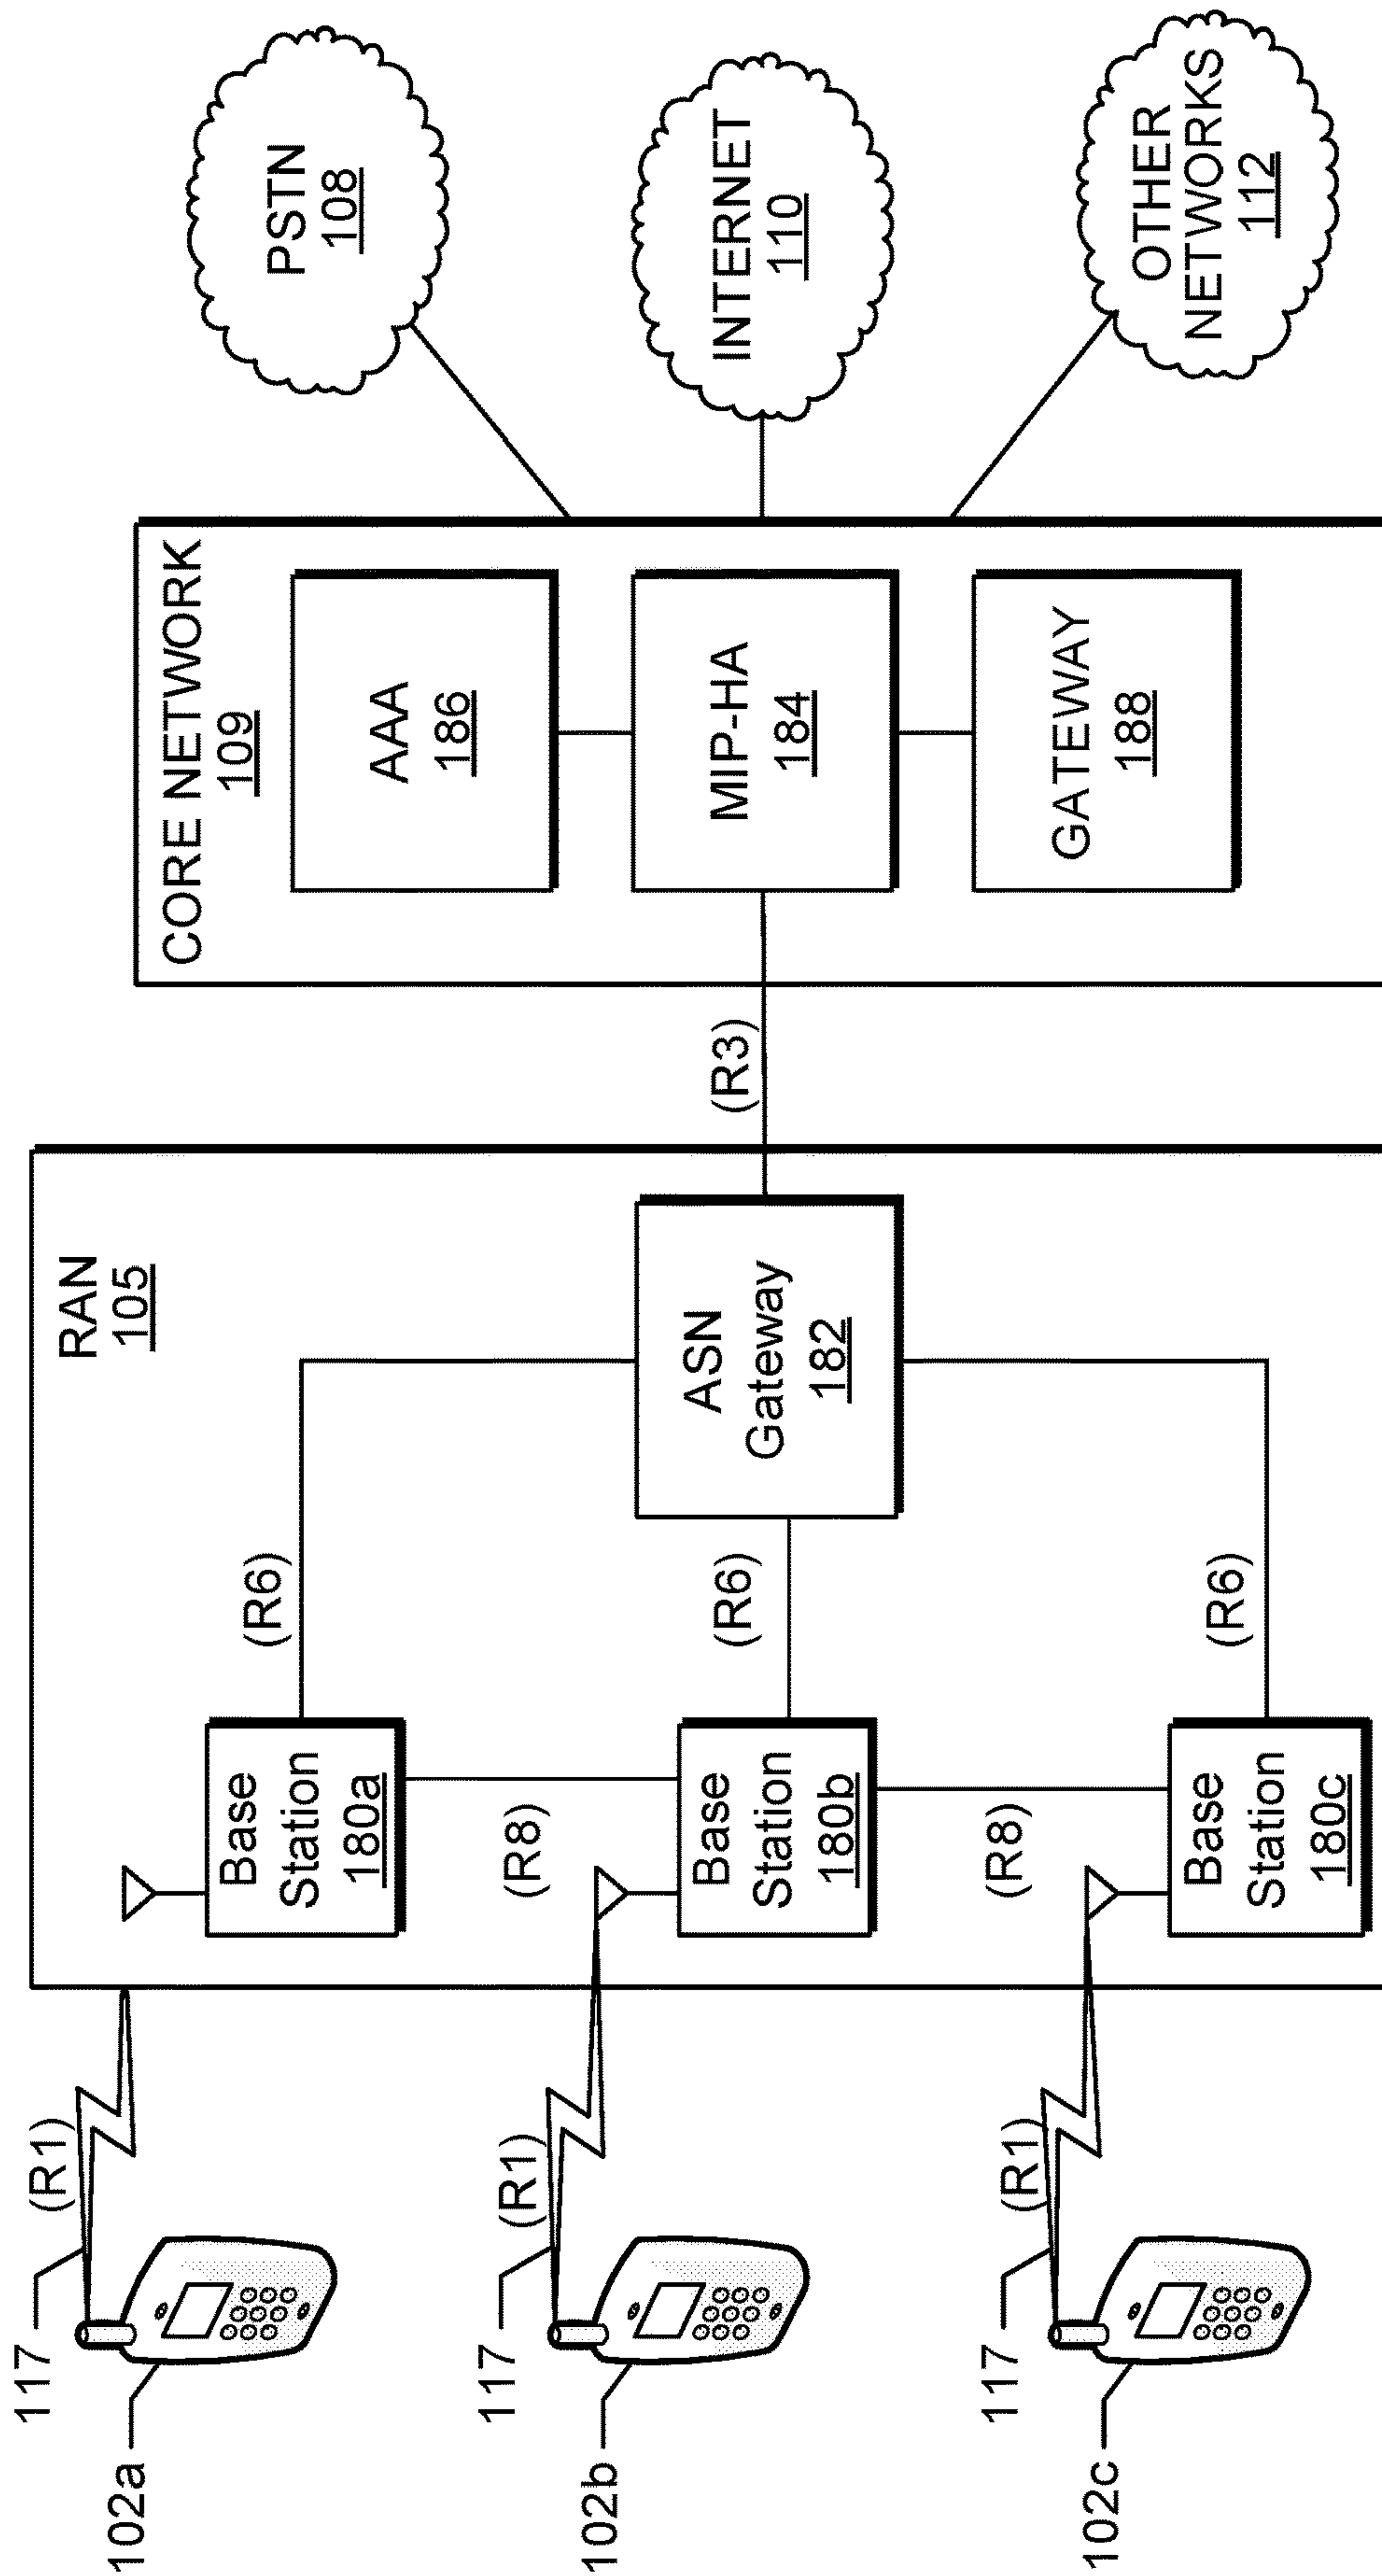 117
(R1)
102a
117
(R1)
102b
117
(R1)
102c
RAN
105
Base
Station
180a
(R8)
Base
Station
180b
(R8)
Base
Station
180c
(R6)
(R6)
(R6)
ASN
Gateway
182
(R3)
CORE NETWORK
109
AAA
186
MIP-HA
184
GATEWAY
188
PSTN
108
INTERNET
110
OTHER
NETWORKS
112